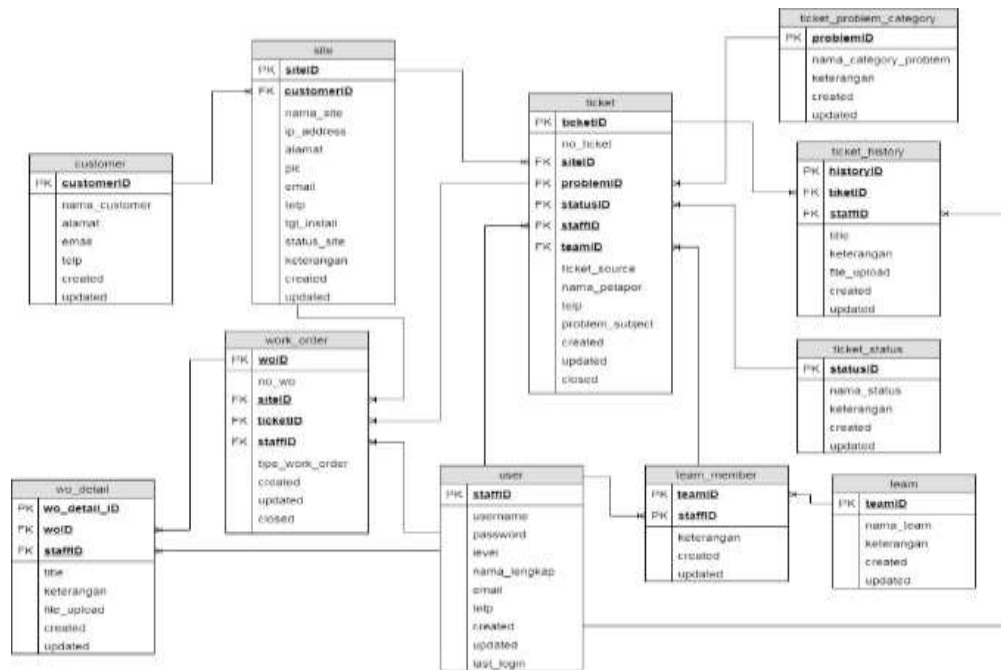 ticket_problem_category
PK problemID
nama_category_problem
keterangan
created
updated
site
PK siteID
FK customerID
nama_site
ip_address
alamat
pic
email
telp
tgl_install
status_site
keterangan
created
updated
ticket
PK ticketID
no_ticket
FK siteID
FK problemID
FK statusID
FK staffID
FK teamID
ticket_source
nama_pelapor
telp
problem_subject
created
updated
closed
ticket_history
PK historyID
FK tiketID
FK staffID
title
keterangan
file_upload
created
updated
customer
PK customerID
nama_customer
alamat
email
telp
created
updated
work_order
PK woID
no_wo
FK siteID
FK ticketID
FK staffID
tipe_work_order
created
updated
closed
ticket_status
PK statusID
nama_status
keterangan
created
updated
wo_detail
PK wo_detail_ID
FK woID
FK staffID
title
keterangan
file_upload
created
updated
user
PK staffID
username
password
level
nama_lengkap
email
telp
created
updated
last_login
team_member
PK teamID
FK staffID
keterangan
created
updated
team
PK teamID
nama_team
keterangan
created
updated